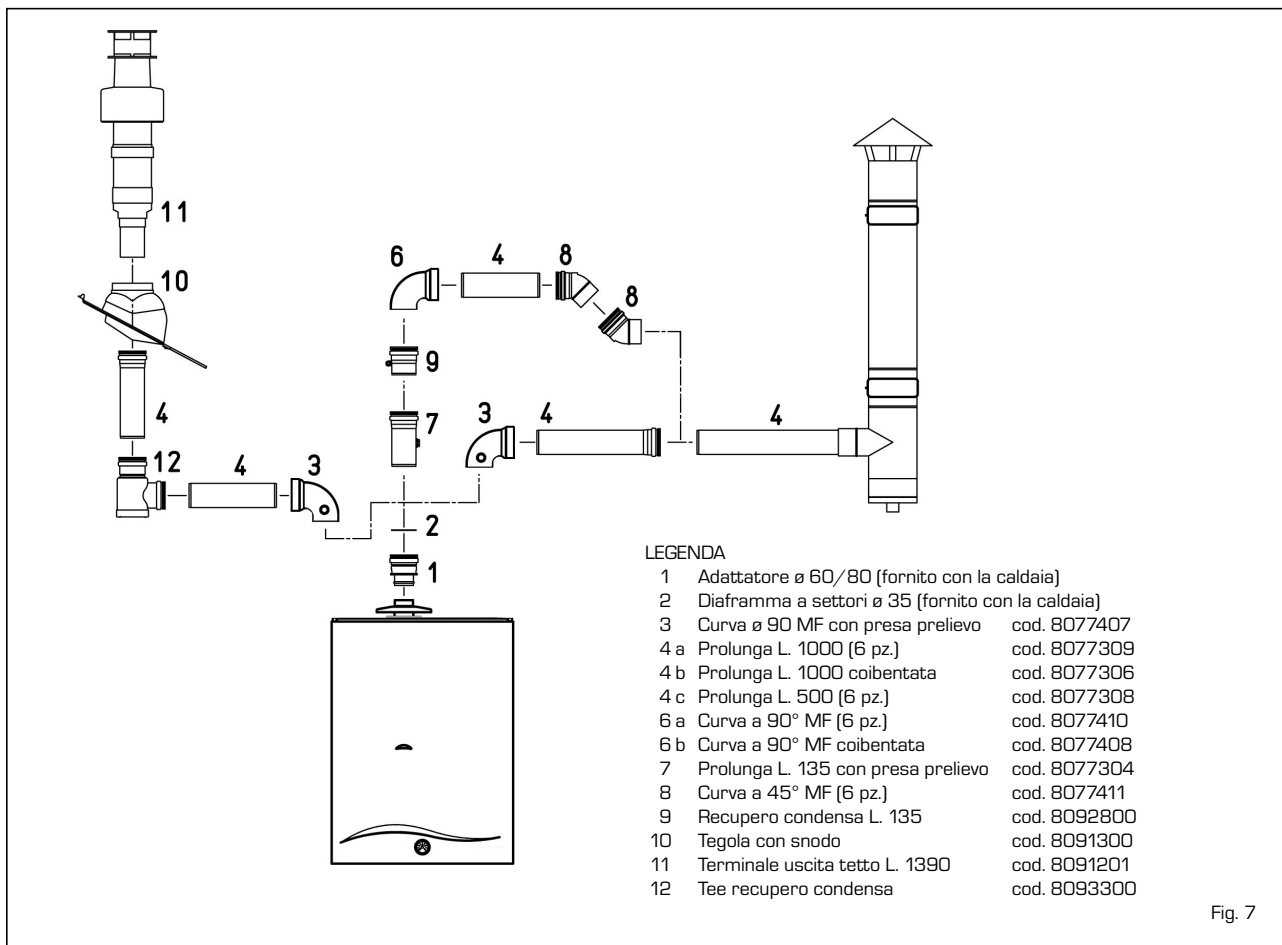 11
10
4
12
4
3
6
4
8
8
9
7
3
4
4
2
1
LEGENDA
1 Adattatore ø 60/80 (fornito con la caldaia)
2 Diaframma a settori ø 35 (fornito con la caldaia)
3 Curva ø 90 MF con presa prelievo cod. 8077407
4 a Prolunga L. 1000 (6 pz.) cod. 8077309
4 b Prolunga L. 1000 coibentata cod. 8077306
4 c Prolunga L. 500 (6 pz.) cod. 8077308
6 a Curva a 90° MF (6 pz.) cod. 8077410
6 b Curva a 90° MF coibentata cod. 8077408
7 Prolunga L. 135 con presa prelievo cod. 8077304
8 Curva a 45° MF (6 pz.) cod. 8077411
9 Recupero condensa L. 135 cod. 8092800
10 Tegola con snodo cod. 8091300
11 Terminale uscita tetto L. 1390 cod. 8091201
12 Tee recupero condensa cod. 8093300
Fig. 7